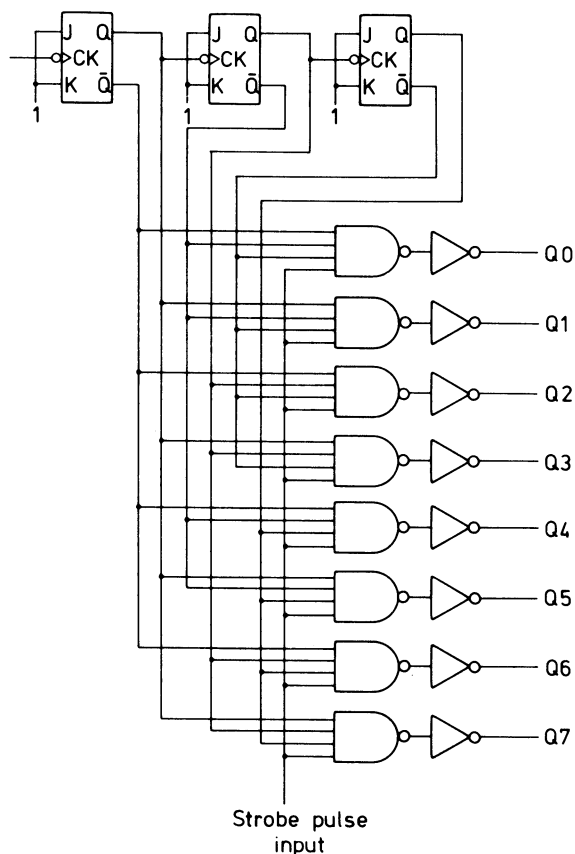 J Q J Q J Q
CK CK CK
K Q̄ K Q̄ K Q̄
1 1 1
Q0
Q1
Q2
Q3
Q4
Q5
Q6
Q7
Strobe pulse
input